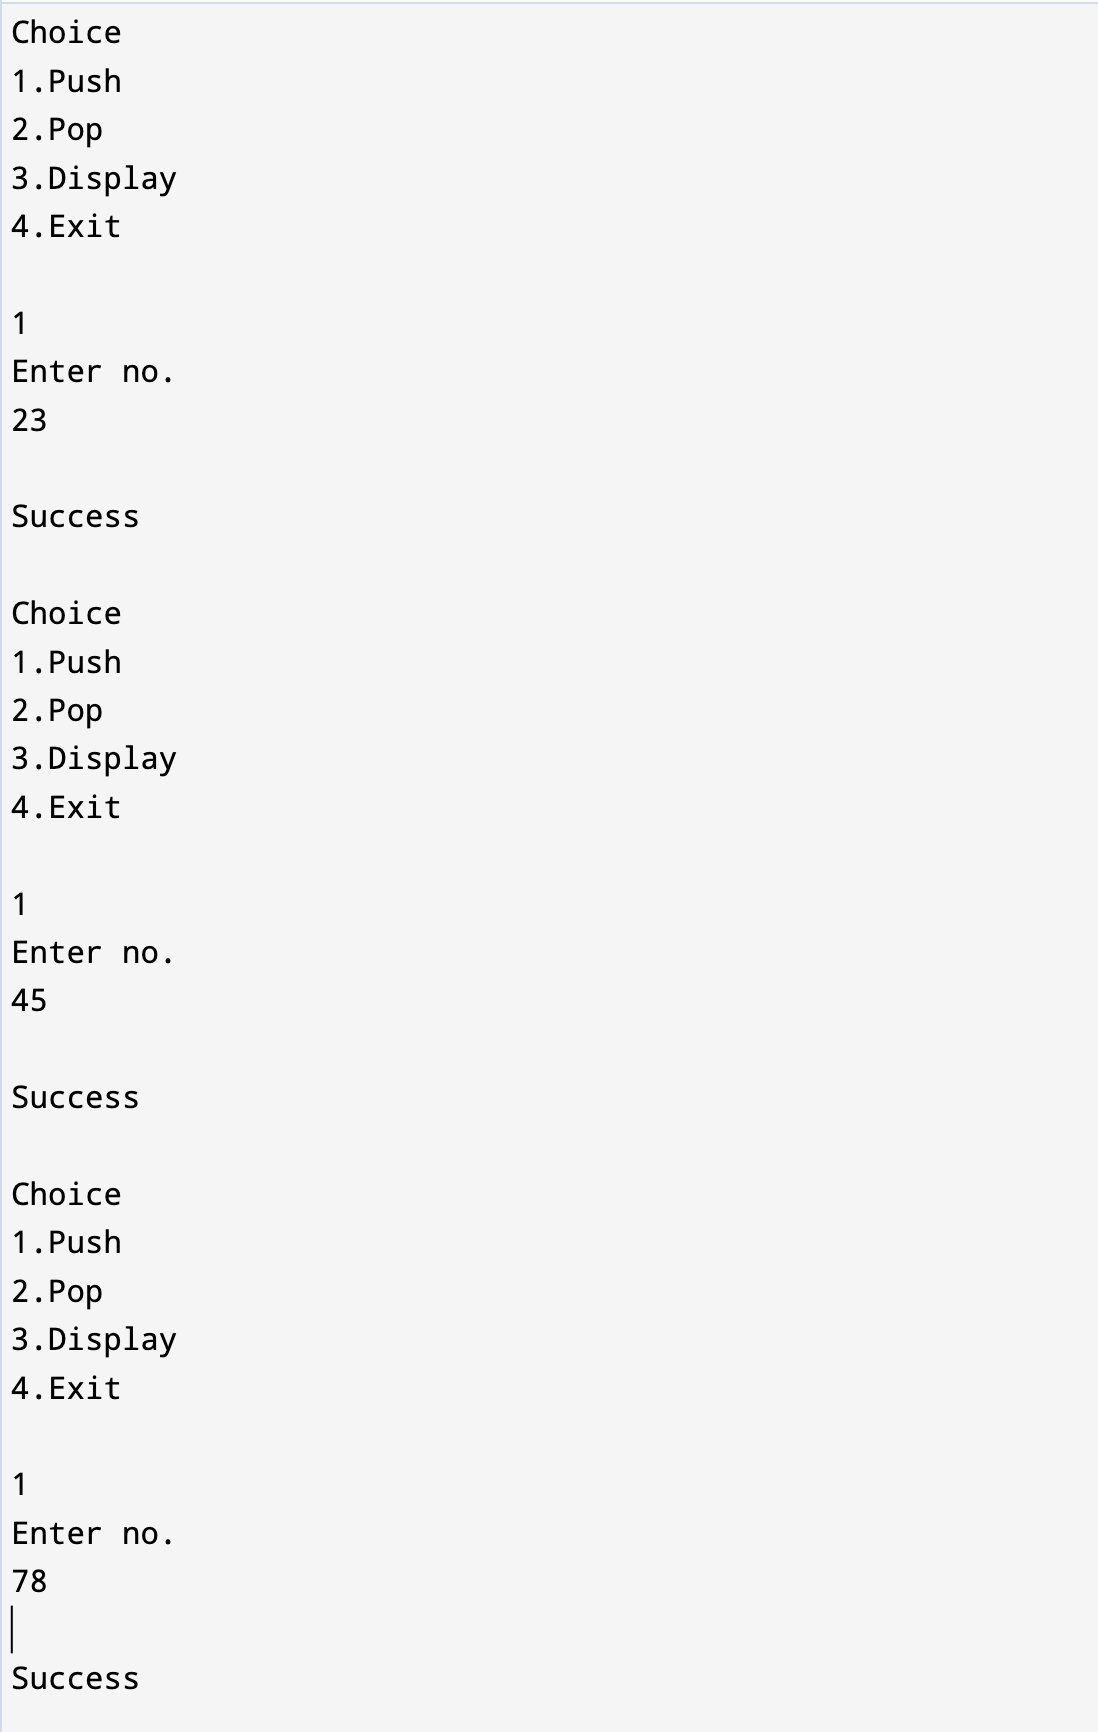 Choice
1.Push
2.Pop
3.Display
4.Exit
1
Enter no.
23
Success
Choice
1.Push
2.Pop
3.Display
4.Exit
1
Enter no.
45
Success
Choice
1.Push
2.Pop
3.Display
4.Exit
1
Enter no.
78
Success